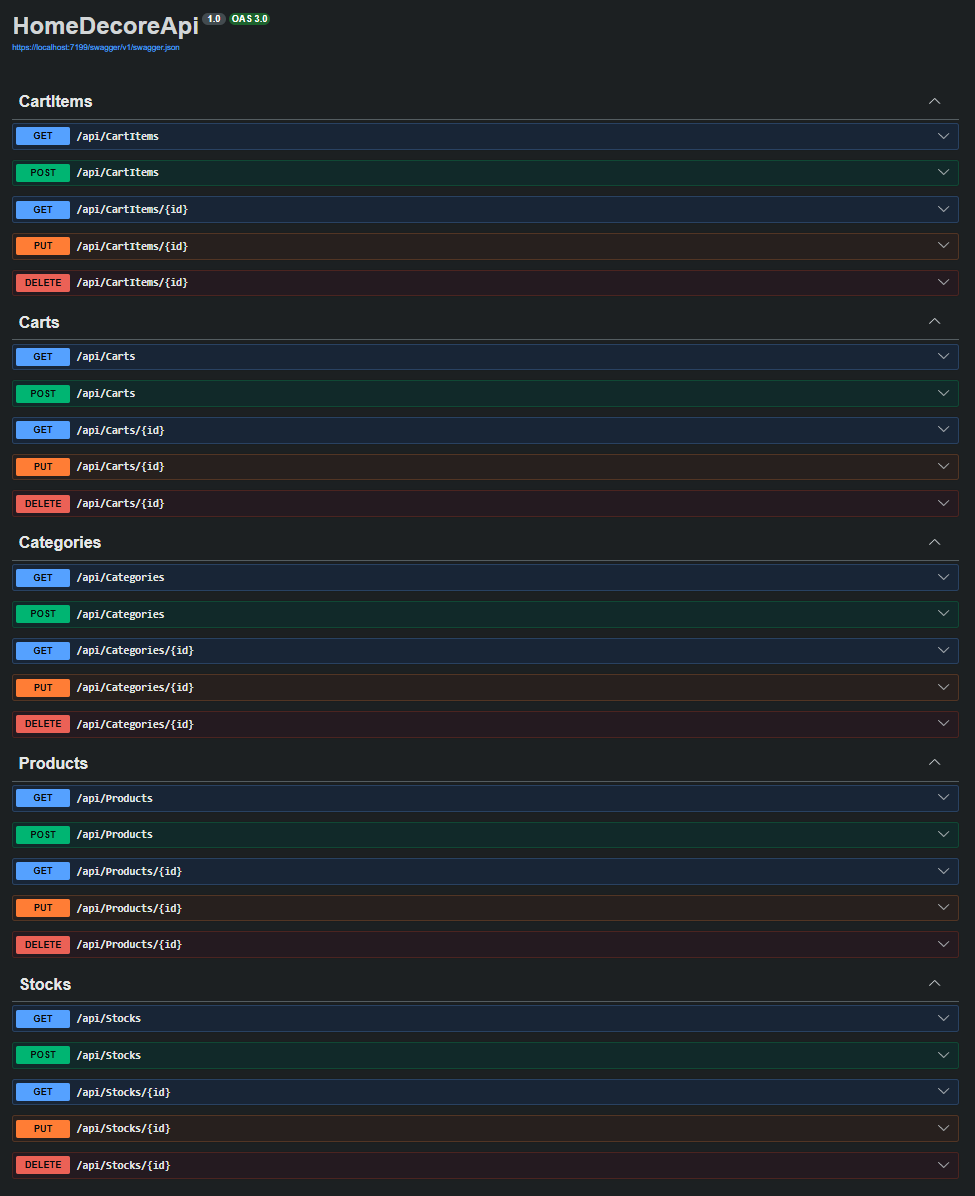 HomeDecoreApi 1.0 OAS 3.0
https://localhost:7199/swagger/v1/swagger.json
CartItems
GET /api/CartItems
POST /api/CartItems
GET /api/CartItems/{id}
PUT /api/CartItems/{id}
DELETE /api/CartItems/{id}
Carts
GET /api/Carts
POST /api/Carts
GET /api/Carts/{id}
PUT /api/Carts/{id}
DELETE /api/Carts/{id}
Categories
GET /api/Categories
POST /api/Categories
GET /api/Categories/{id}
PUT /api/Categories/{id}
DELETE /api/Categories/{id}
Products
GET /api/Products
POST /api/Products
GET /api/Products/{id}
PUT /api/Products/{id}
DELETE /api/Products/{id}
Stocks
GET /api/Stocks
POST /api/Stocks
GET /api/Stocks/{id}
PUT /api/Stocks/{id}
DELETE /api/Stocks/{id}